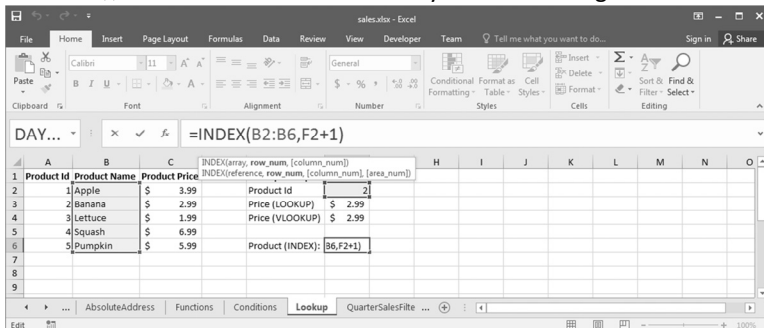 sales.xlsx - Excel
File Home Insert Page Layout Formulas Data Review View Developer Team Tell me what you want to do... Sign in Share
Calibri 11 A A General Insert Σ
Paste B I U A $ % , .0 .00 Conditional Format as Cell Delete Sort & Find &
Formatting Table Styles Format Filter Select
Clipboard Font Alignment Number Styles Cells Editing
DAY... =INDEX(B2:B6,F2+1)
INDEX(array, row_num, [column_num])
INDEX(reference, row_num, [column_num], [area_num])
A B C H I J K L M N O
1 Product Id Product Name Product Price
2 1 Apple $ 3.99 Product Id 2
3 2 Banana $ 2.99 Price (LOOKUP) $ 2.99
4 3 Lettuce $ 1.99 Price (VLOOKUP) $ 2.99
5 4 Squash $ 6.99
6 5 Pumpkin $ 5.99 Product (INDEX): B6,F2+1)
7
8
9
... AbsoluteAddress Functions Conditions Lookup QuarterSalesFilte ...
Edit 100%